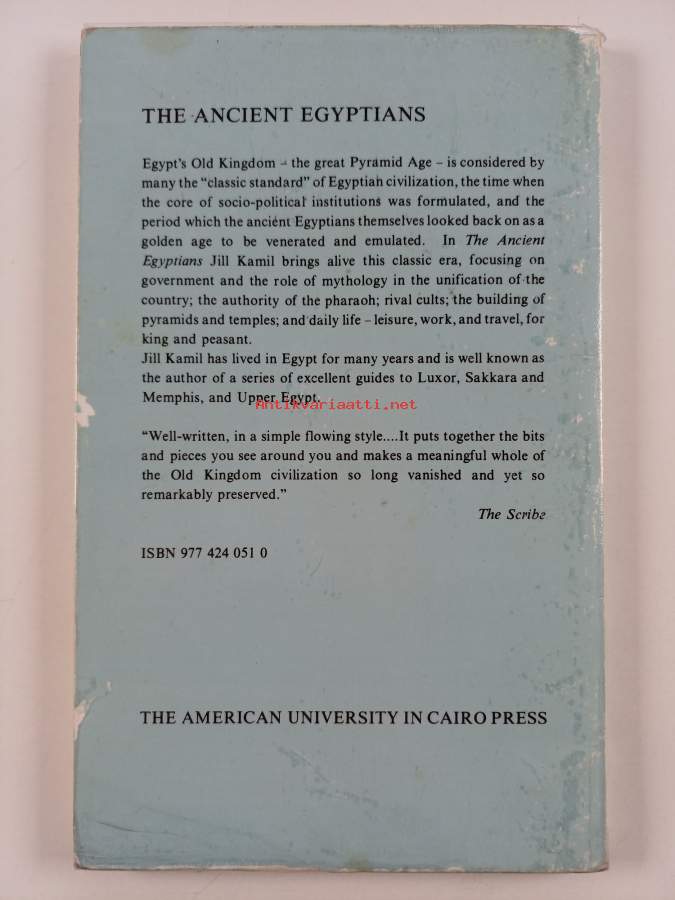 THE ANCIENT EGYPTIANS
Egypt's Old Kingdom – the great Pyramid Age – is considered by
many the “classic standard” of Egyptian civilization, the time when
the core of socio-political institutions was formulated, and the
period which the ancient Egyptians themselves looked back on as a
golden age to be venerated and emulated. In The Ancient
Egyptians Jill Kamil brings alive this classic era, focusing on
government and the role of mythology in the unification of the
country; the authority of the pharaoh; rival cults; the building of
pyramids and temples; and daily life – leisure, work, and travel, for
king and peasant.
Jill Kamil has lived in Egypt for many years and is well known as
the author of a series of excellent guides to Luxor, Sakkara and
Memphis, and Upper Egypt.
Antikvariaatti.net
“Well-written, in a simple flowing style....It puts together the bits
and pieces you see around you and makes a meaningful whole of
the Old Kingdom civilization so long vanished and yet so
remarkably preserved.”
The Scribe
ISBN 977 424 051 0
THE AMERICAN UNIVERSITY IN CAIRO PRESS